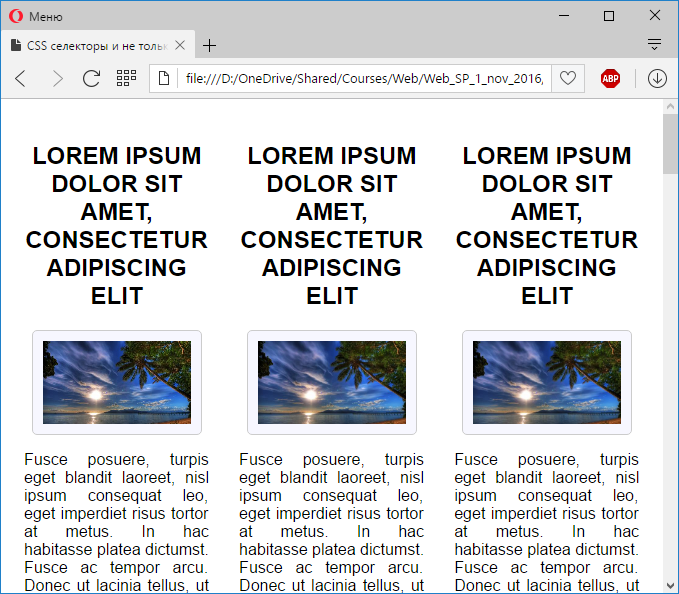 Меню
CSS селекторы и не тольк
file:///D:/OneDrive/Shared/Courses/Web/Web_SP_1_nov_2016,
ABP
LOREM IPSUM
DOLOR SIT
AMET,
CONSECTETUR
ADIPISCING
ELIT
Fusce posuere, turpis
eget blandit laoreet, nisl
ipsum consequat leo,
eget imperdiet risus tortor
at metus. In hac
habitasse platea dictumst.
Fusce ac tempor arcu.
Donec ut lacinia tellus, ut
LOREM IPSUM
DOLOR SIT
AMET,
CONSECTETUR
ADIPISCING
ELIT
Fusce posuere, turpis
eget blandit laoreet, nisl
ipsum consequat leo,
eget imperdiet risus tortor
at metus. In hac
habitasse platea dictumst.
Fusce ac tempor arcu.
Donec ut lacinia tellus, ut
LOREM IPSUM
DOLOR SIT
AMET,
CONSECTETUR
ADIPISCING
ELIT
Fusce posuere, turpis
eget blandit laoreet, nisl
ipsum consequat leo,
eget imperdiet risus tortor
at metus. In hac
habitasse platea dictumst.
Fusce ac tempor arcu.
Donec ut lacinia tellus, ut